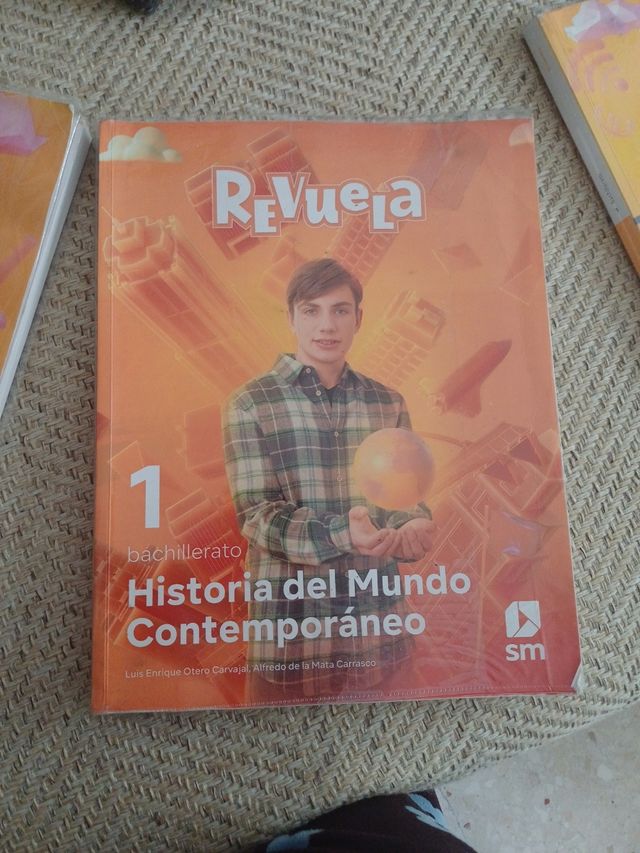 REVUELA
1
bachillerato
Historia del Mundo
Contemporáneo
Luis Enrique Otero Carvajal, Alfredo de la Mata Carrasco
sm